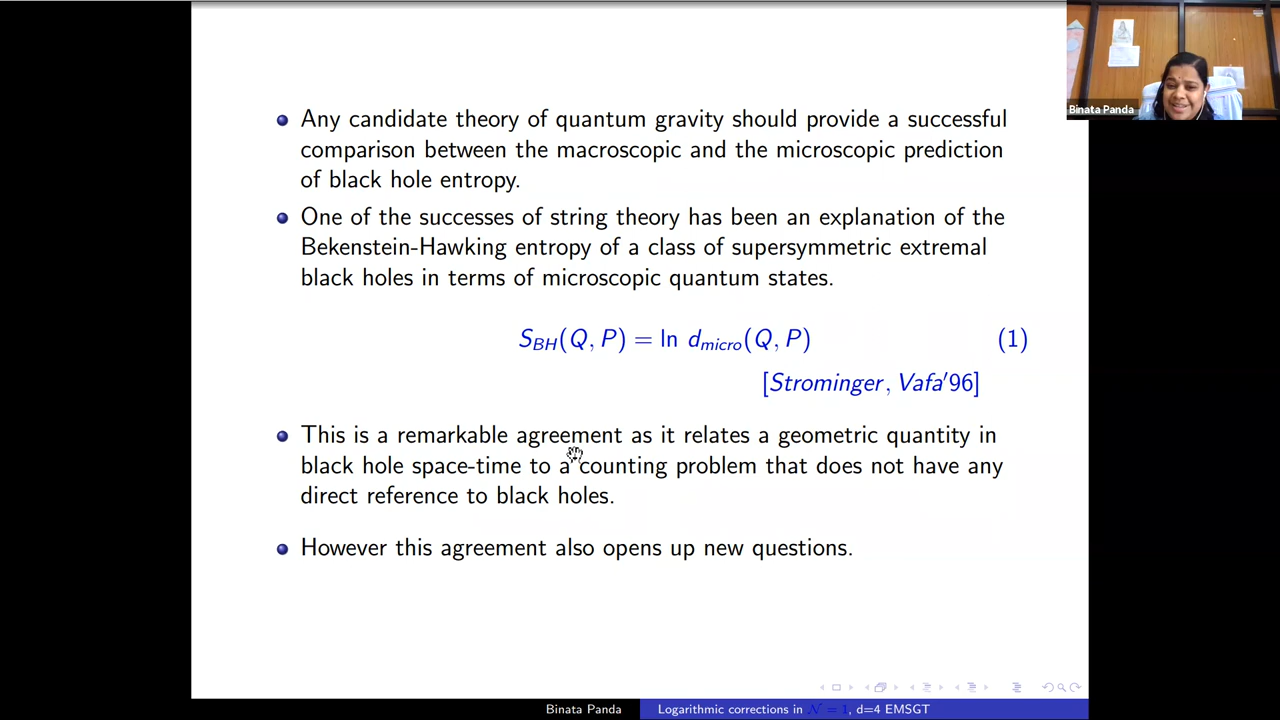 Any candidate theory of quantum gravity should provide a successful
comparison between the macroscopic and the microscopic prediction
of black hole entropy.
One of the successes of string theory has been an explanation of the
Bekenstein-Hawking entropy of a class of supersymmetric extremal
black holes in terms of microscopic quantum states.
S_{BH}(Q, P) = ln d_{micro}(Q, P) (1)
[Strominger, Vafa'96]
This is a remarkable agreement as it relates a geometric quantity in
black hole space-time to a counting problem that does not have any
direct reference to black holes.
However this agreement also opens up new questions.
Binata Panda
Binata Panda Logarithmic corrections in N = 1, d=4 EMSGT